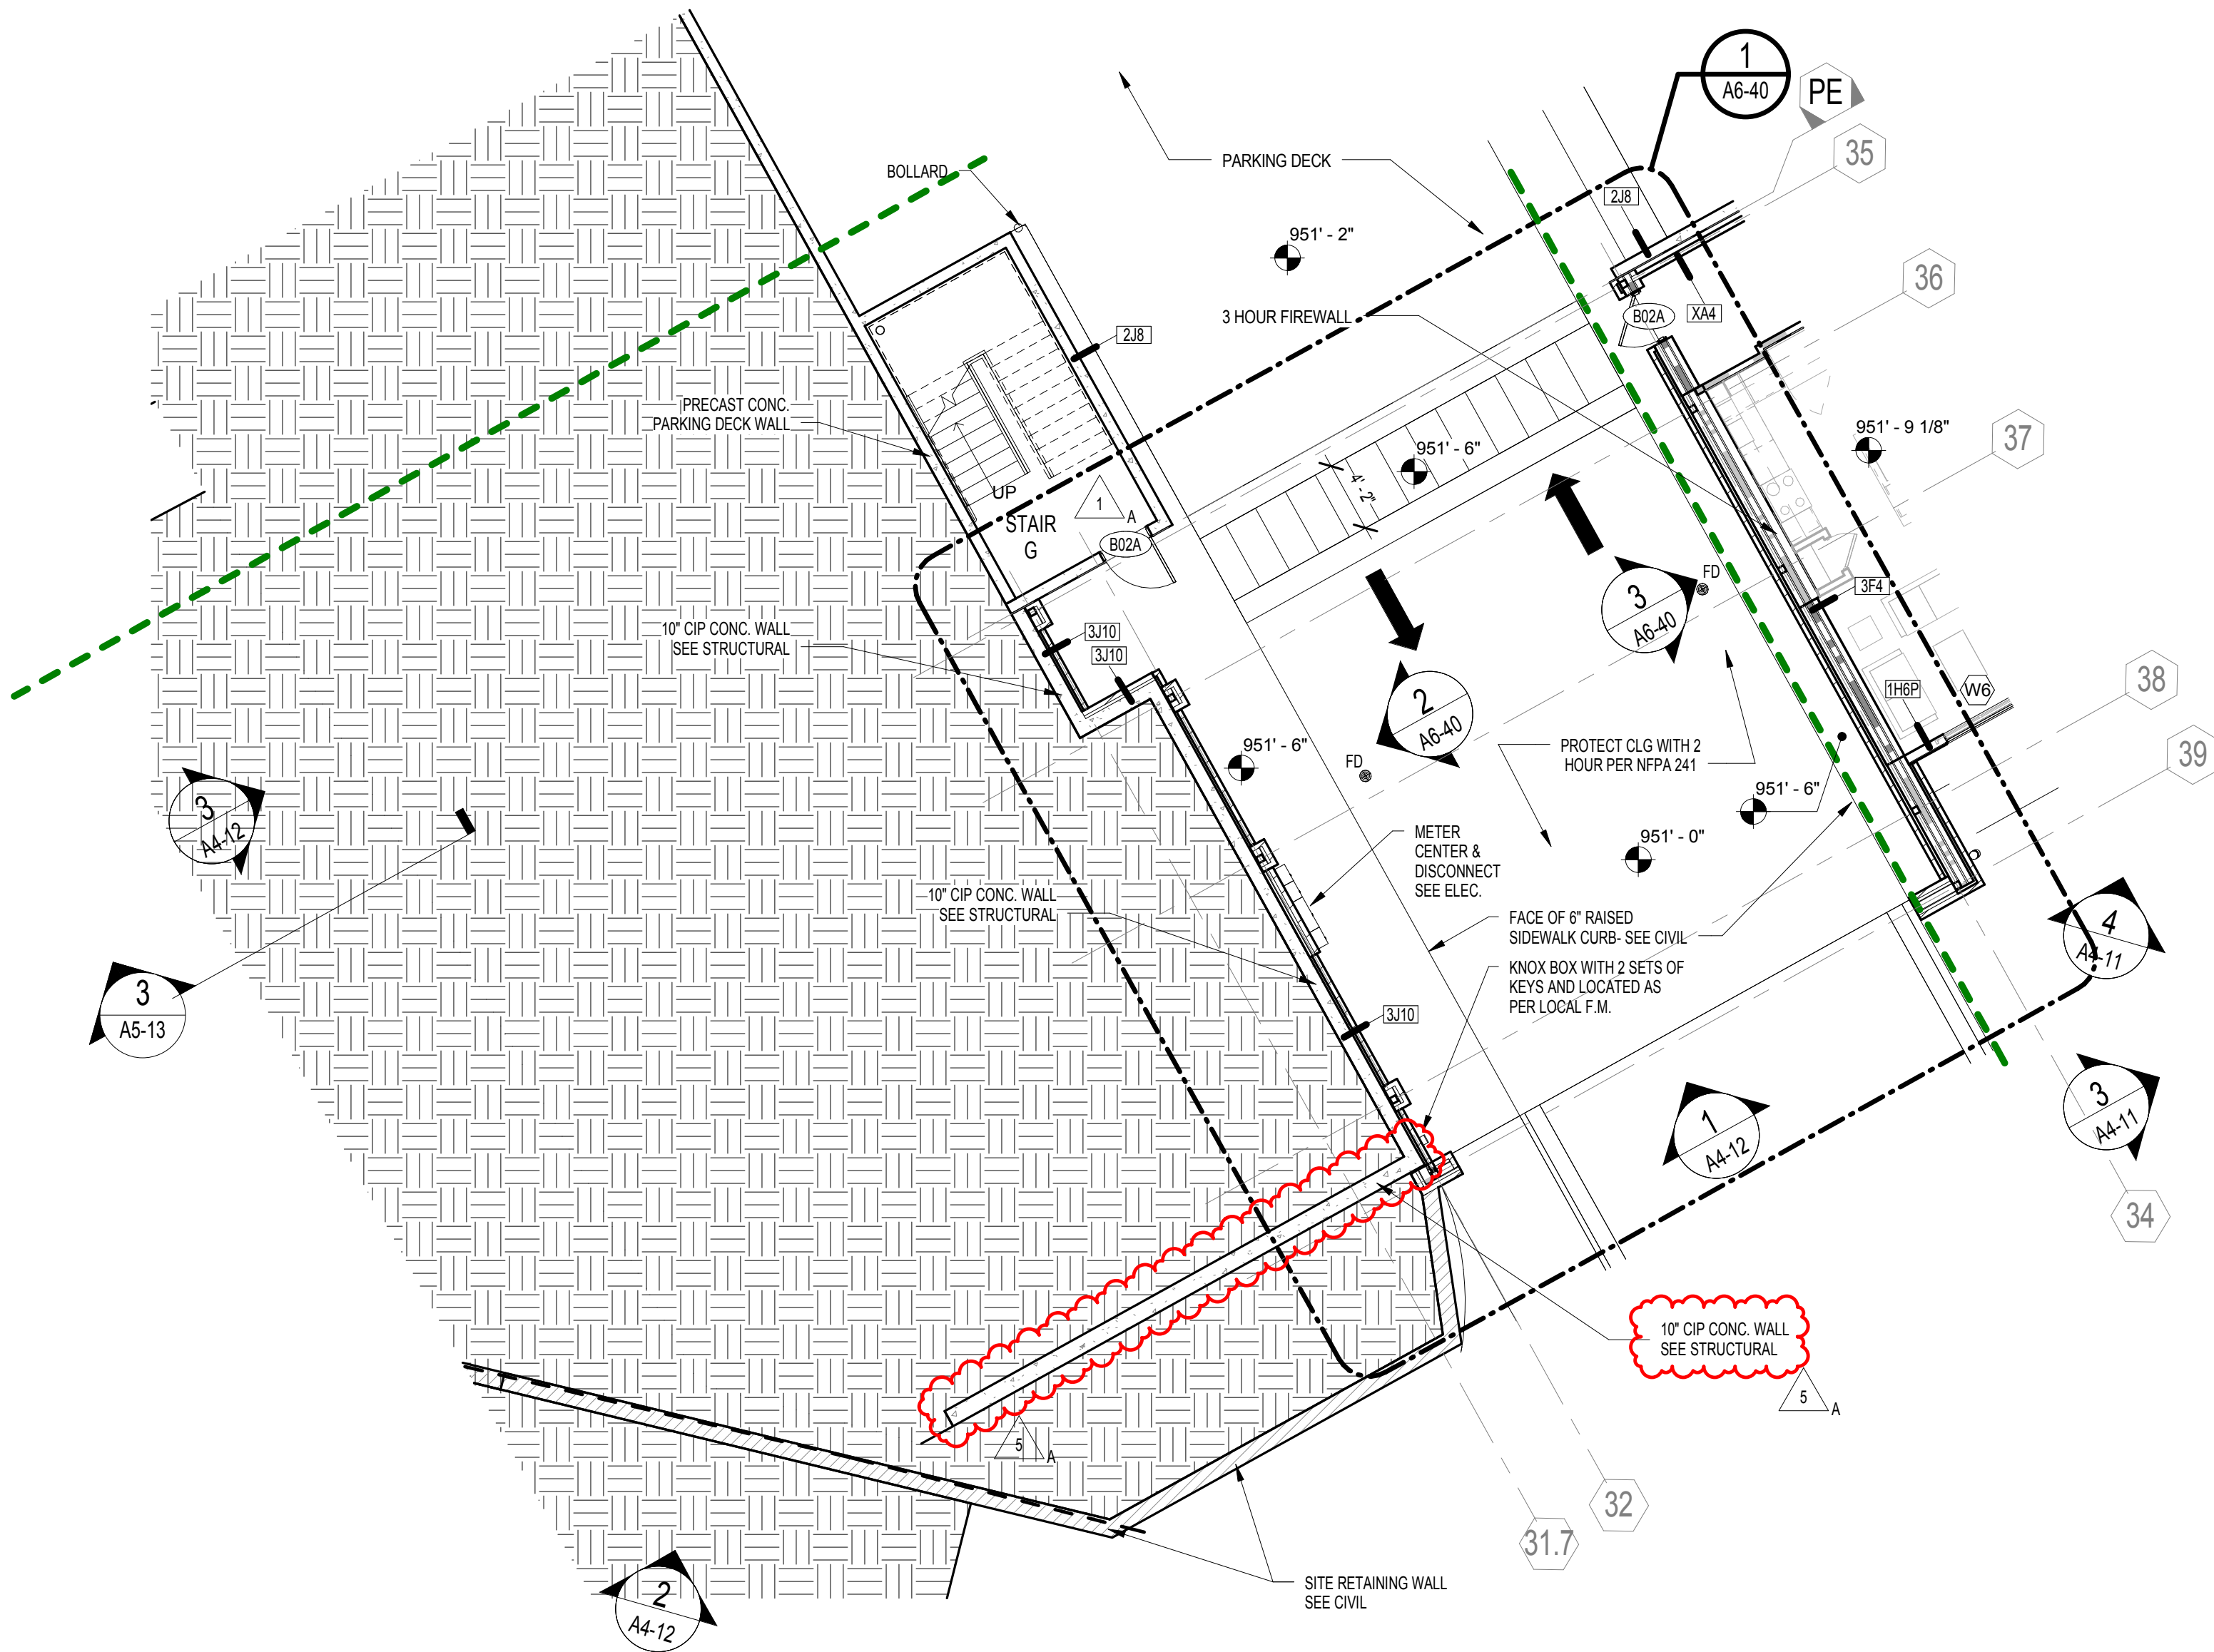 1
A6-40
PE
35
BOLLARD
PARKING DECK
2J8
951' - 2"
36
3 HOUR FIREWALL
B02A
XA4
2J8
PRECAST CONC.
PARKING DECK WALL
951' - 9 1/8"
37
951' - 6"
4' - 2"
UP
STAIR
G
1
A
B02A
FD
3
A6-40
3F4
10" CIP CONC. WALL
SEE STRUCTURAL
3J10
3J10
38
1H6P
W6
2
A6-40
951' - 6"
FD
PROTECT CLG WITH 2
HOUR PER NFPA 241
39
951' - 6"
3
A4-12
METER
CENTER &
DISCONNECT
SEE ELEC.
951' - 0"
10" CIP CONC. WALL
SEE STRUCTURAL
FACE OF 6" RAISED
SIDEWALK CURB- SEE CIVIL
4
A4-11
KNOX BOX WITH 2 SETS OF
KEYS AND LOCATED AS
PER LOCAL F.M.
3
A5-13
3J10
3
A4-11
1
A4-12
34
10" CIP CONC. WALL
SEE STRUCTURAL
5
A
5
A
32
31.7
SITE RETAINING WALL
SEE CIVIL
2
A4-12